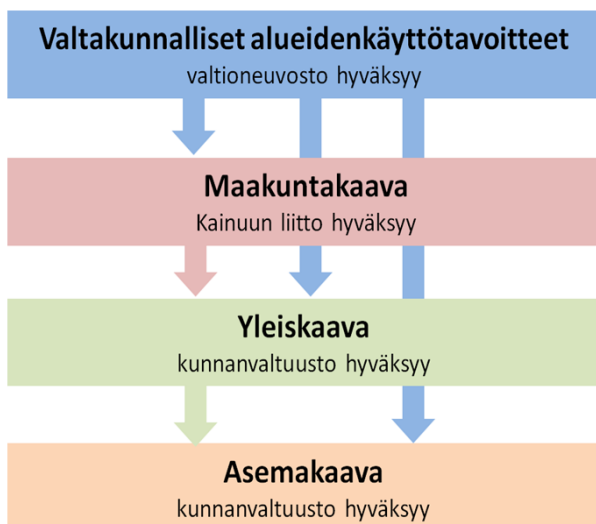 Valtakunnalliset alueidenkäyttötavoitteet
valtioneuvosto hyväksyy
Maakuntakaava
Kainuun liitto hyväksyy
Yleiskaava
kunnanvaltuusto hyväksyy
Asemakaava
kunnanvaltuusto hyväksyy